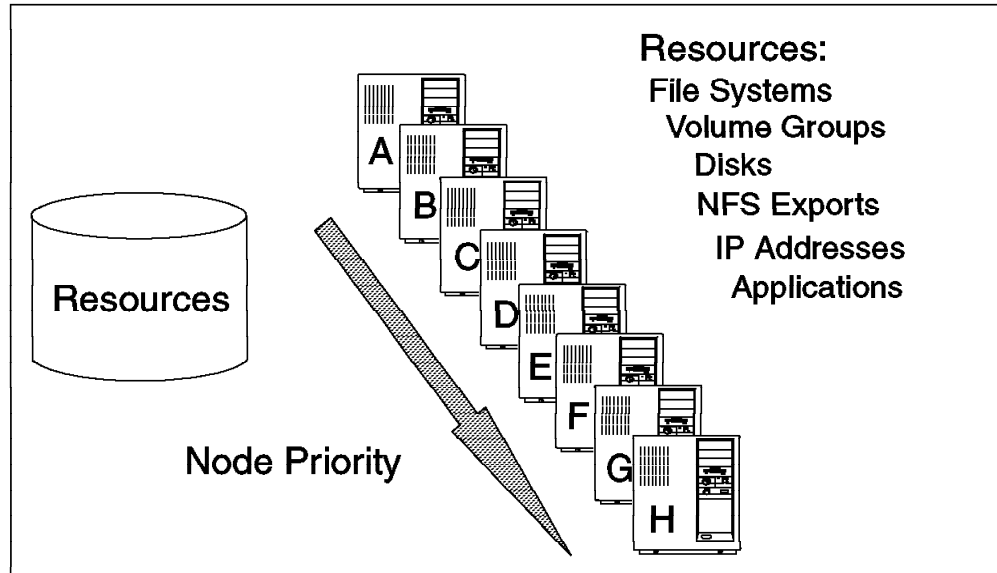 Resources:
File Systems
Volume Groups
Disks
NFS Exports
IP Addresses
Applications
A
B
C
D
E
F
G
H
Resources
Node Priority